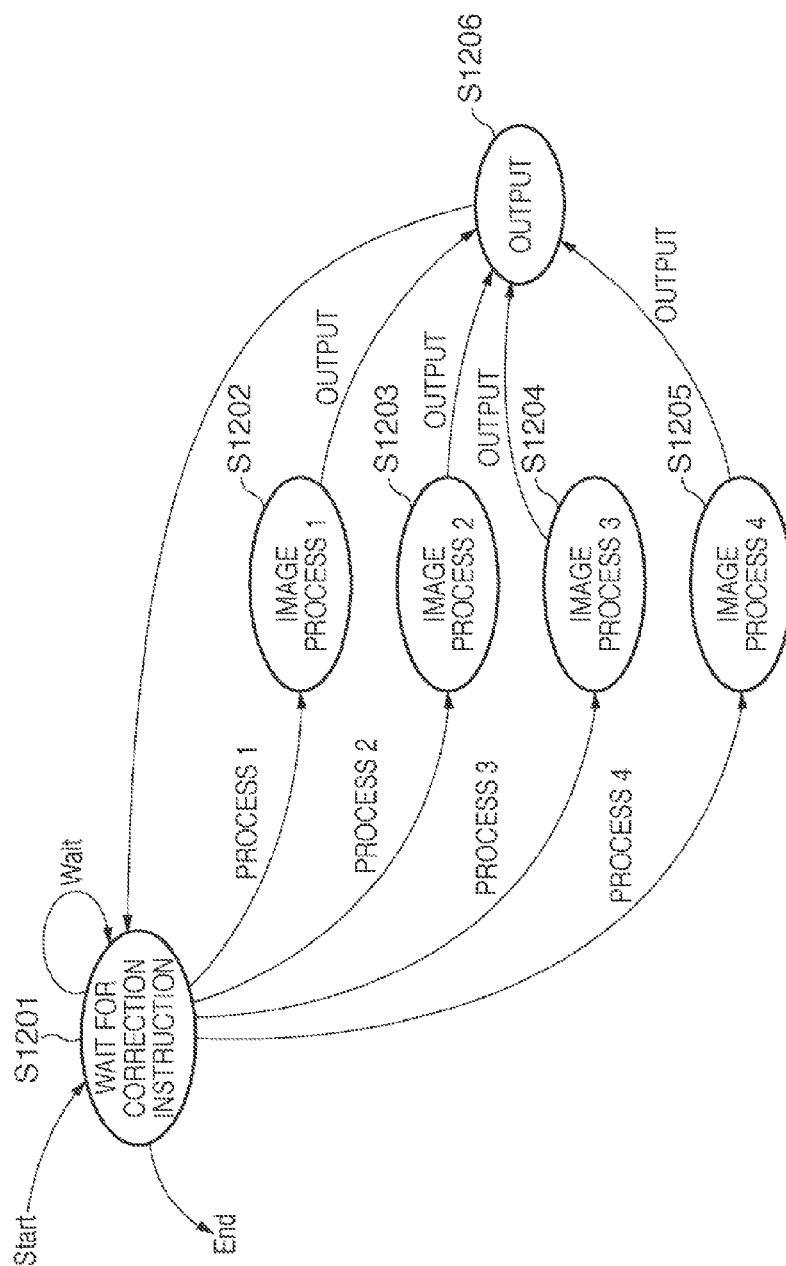 Start
End
S1201
WAIT FOR
CORRECTION
INSTRUCTION
Wait
PROCESS 1
PROCESS 2
PROCESS 3
PROCESS 4
S1202
IMAGE
PROCESS 1
S1203
IMAGE
PROCESS 2
S1204
IMAGE
PROCESS 3
S1205
IMAGE
PROCESS 4
OUTPUT
OUTPUT
OUTPUT
OUTPUT
S1206
OUTPUT